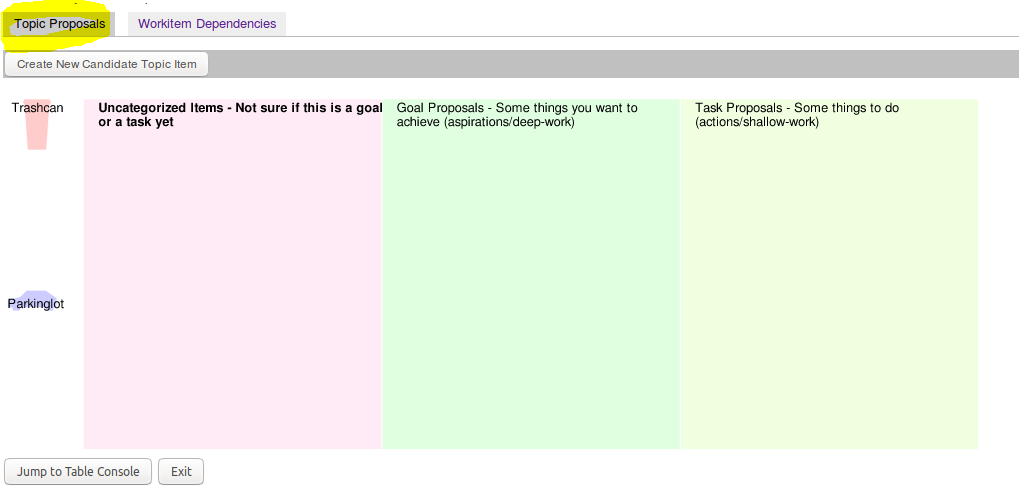 Topic Proposals
Workitem Dependencies
Create New Candidate Topic Item
Trashcan
Uncategorized Items - Not sure if this is a goal
or a task yet
Goal Proposals - Some things you want to
achieve (aspirations/deep-work)
Task Proposals - Some things to do
(actions/shallow-work)
Parkinglot
Jump to Table Console
Exit